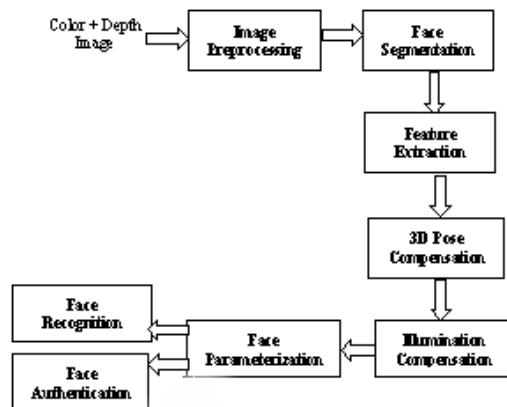 Color + Depth
Image
Image
Preprocessing
Face
Segmentation
Feature
Extraction
3D Pose
Compensation
Illumination
Compensation
Face
Parameterization
Face
Recognition
Face
Authentication